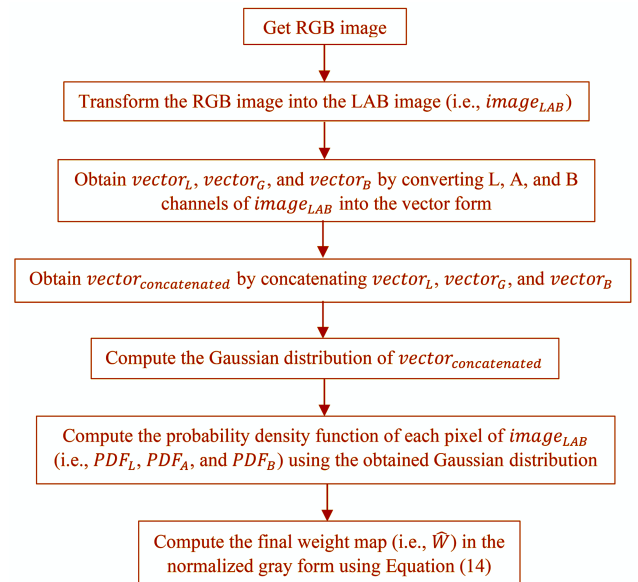 Get RGB image
Transform the RGB image into the LAB image (i.e., image_LAB)
Obtain vector_L, vector_G, and vector_B by converting L, A, and B
channels of image_LAB into the vector form
Obtain vector_concatenated by concatenating vector_L, vector_G, and vector_B
Compute the Gaussian distribution of vector_concatenated
Compute the probability density function of each pixel of image_LAB
(i.e., PDF_L, PDF_A, and PDF_B) using the obtained Gaussian distribution
Compute the final weight map (i.e., Ŵ) in the
normalized gray form using Equation (14)